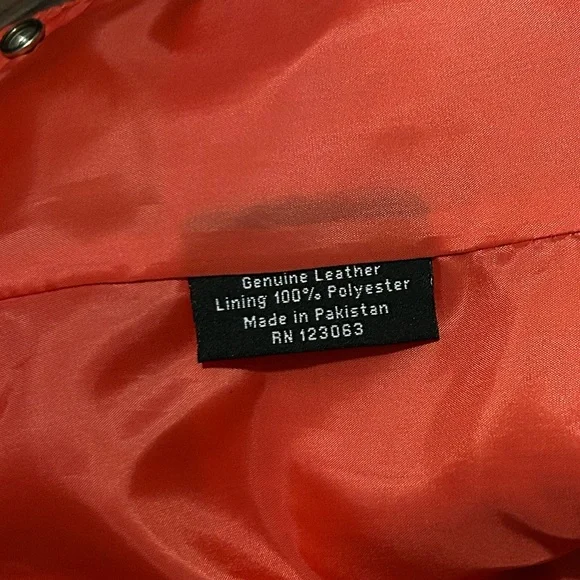 Genuine Leather
Lining 100% Polyester
Made in Pakistan
RN 123063